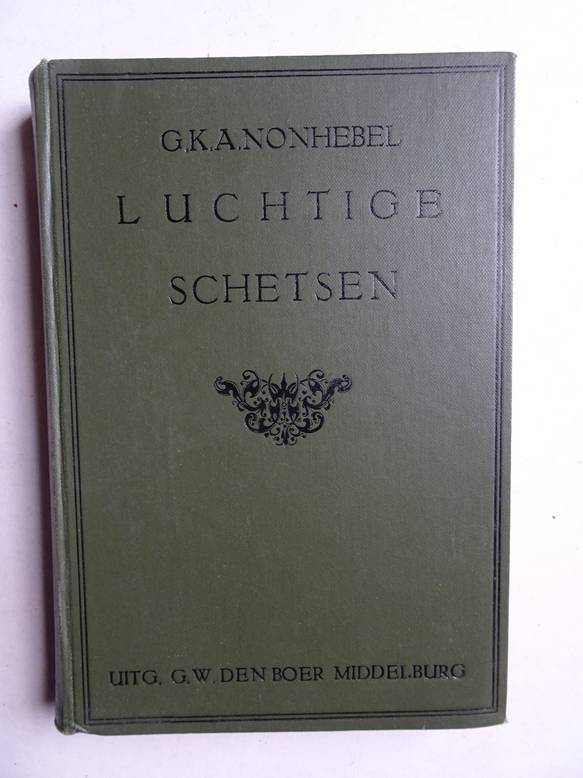 G.K.A. NONHEBEL
LUCHTIGE
SCHETSEN
UITG. G.W. DEN BOER MIDDELBURG